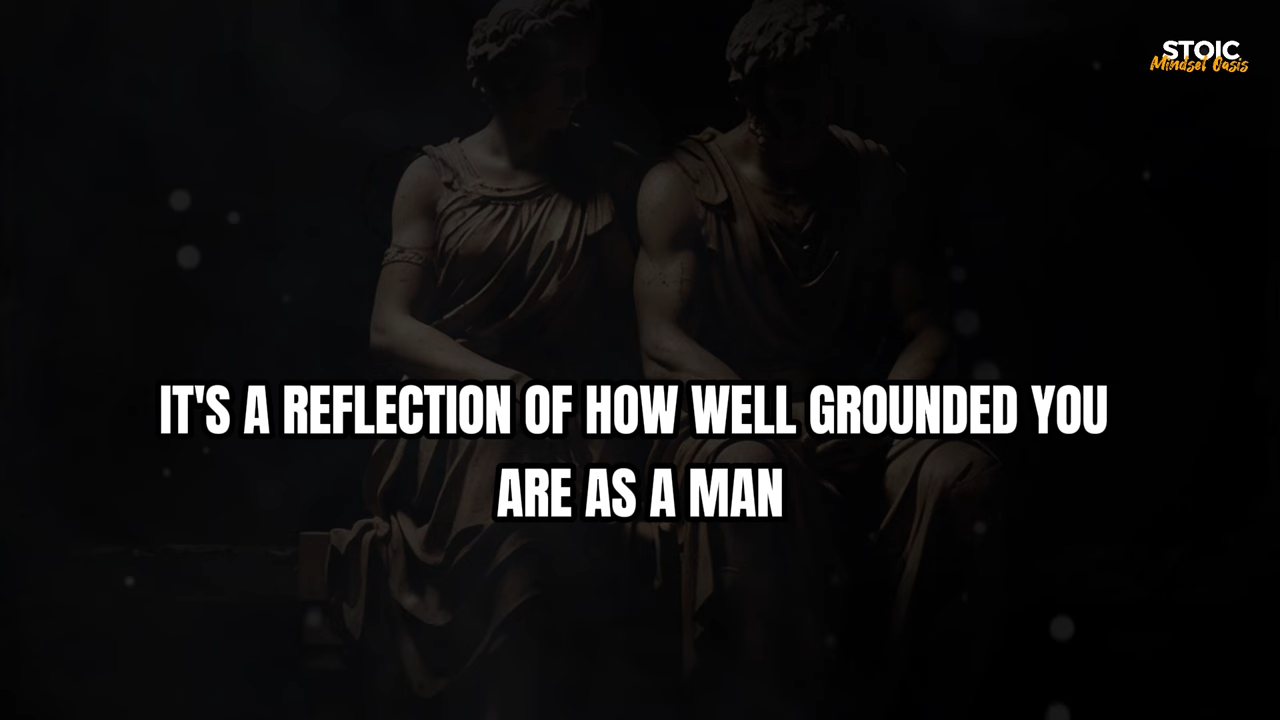 STOIC
Mindset Oasis
IT'S A REFLECTION OF HOW WELL GROUNDED YOU
ARE AS A MAN